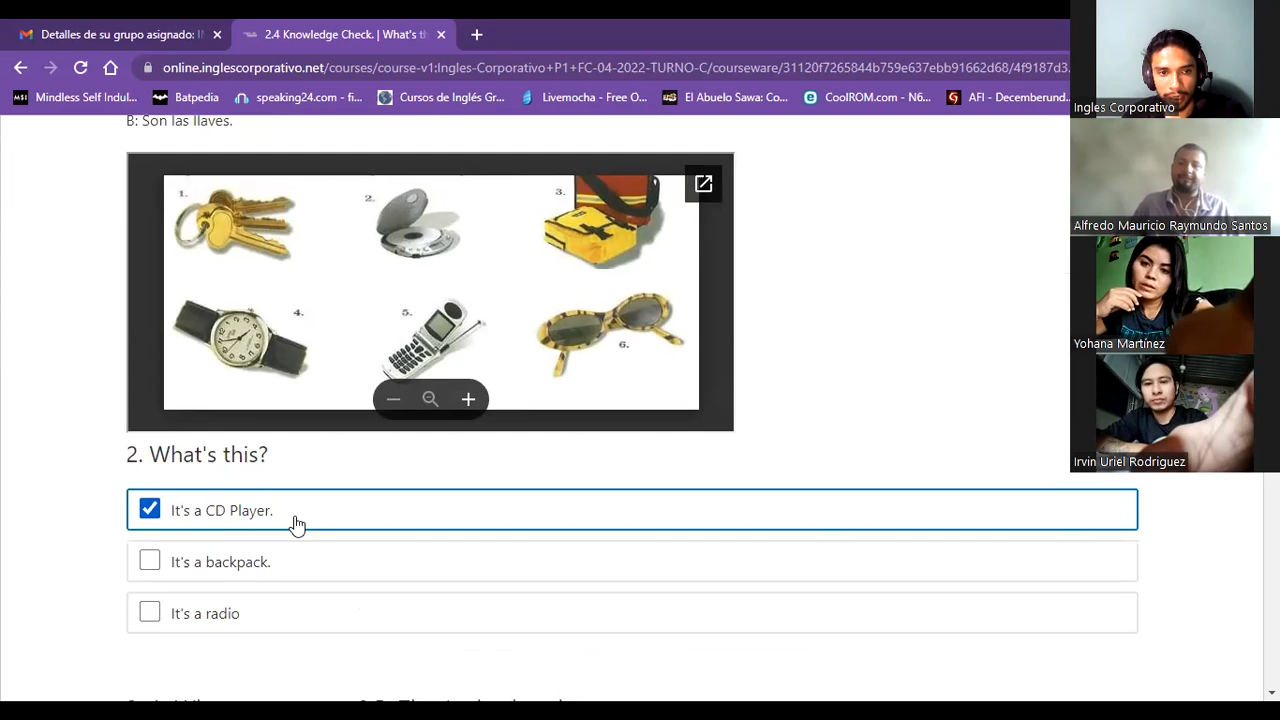 Detalles de su grupo asignado: I
2.4 Knowledge Check. | What's th
online.inglescorporativo.net/courses/course-v1:Ingles-Corporativo+P1+FC-04-2022-TURNO-C/courseware/31120f7265844b759e637ebb91662d68/4f9187d3.
Mindless Self Indul...
Batpedia
speaking24.com - fi...
Cursos de Inglés Gr...
Livemocha - Free O...
El Abuelo Sawa: Co...
CoolROM.com - N6...
AFI - Decemberund...
Ingles Corporativo
Alfredo Mauricio Raymundo Santos
Yohana Martínez
Irvin Uriel Rodriguez
B: Son las llaves.
1.
2.
3.
4.
5.
6.
2. What's this?
It's a CD Player.
It's a backpack.
It's a radio